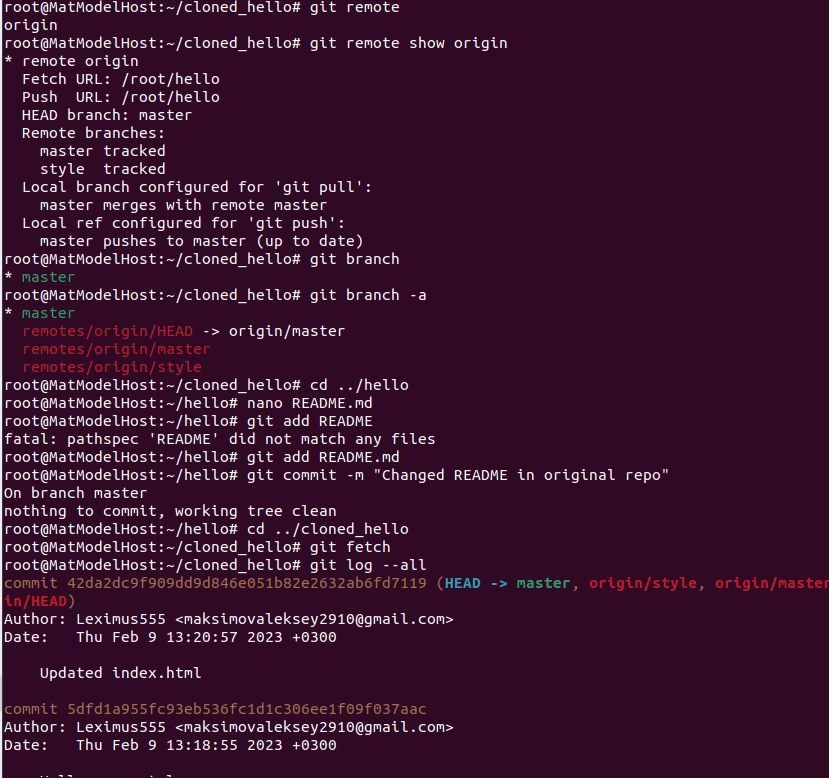 root@MatModelHost:~/cloned_hello# git remote
origin
root@MatModelHost:~/cloned_hello# git remote show origin
* remote origin
  Fetch URL: /root/hello
  Push  URL: /root/hello
  HEAD branch: master
  Remote branches:
    master tracked
    style  tracked
  Local branch configured for 'git pull':
    master merges with remote master
  Local ref configured for 'git push':
    master pushes to master (up to date)
root@MatModelHost:~/cloned_hello# git branch
* master
root@MatModelHost:~/cloned_hello# git branch -a
* master
  remotes/origin/HEAD -> origin/master
  remotes/origin/master
  remotes/origin/style
root@MatModelHost:~/cloned_hello# cd ../hello
root@MatModelHost:~/hello# nano README.md
root@MatModelHost:~/hello# git add README
fatal: pathspec 'README' did not match any files
root@MatModelHost:~/hello# git add README.md
root@MatModelHost:~/hello# git commit -m "Changed README in original repo"
On branch master
nothing to commit, working tree clean
root@MatModelHost:~/hello# cd ../cloned_hello
root@MatModelHost:~/cloned_hello# git fetch
root@MatModelHost:~/cloned_hello# git log --all
commit 42da2dc9f909dd9d846e051b82e2632ab6fd7119 (HEAD -> master, origin/style, origin/master
in/HEAD)
Author: Leximus555 <maksimovaleksey2910@gmail.com>
Date:   Thu Feb 9 13:20:57 2023 +0300

    Updated index.html

commit 5dfd1a955fc93eb536fc1d1c306ee1f09f037aac
Author: Leximus555 <maksimovaleksey2910@gmail.com>
Date:   Thu Feb 9 13:18:55 2023 +0300